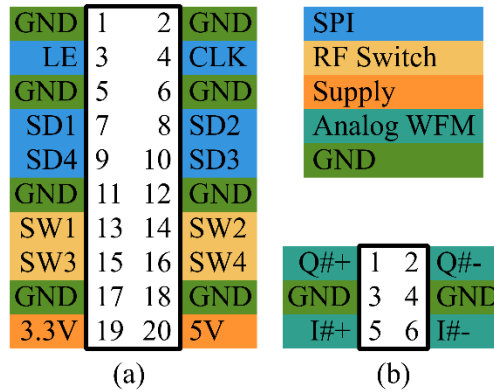 GND 1 2 GND
LE 3 4 CLK
GND 5 6 GND
SD1 7 8 SD2
SD4 9 10 SD3
GND 11 12 GND
SW1 13 14 SW2
SW3 15 16 SW4
GND 17 18 GND
3.3V 19 20 5V
(a)
SPI
RF Switch
Supply
Analog WFM
GND
Q#+ 1 2 Q#-
GND 3 4 GND
I#+ 5 6 I#-
(b)